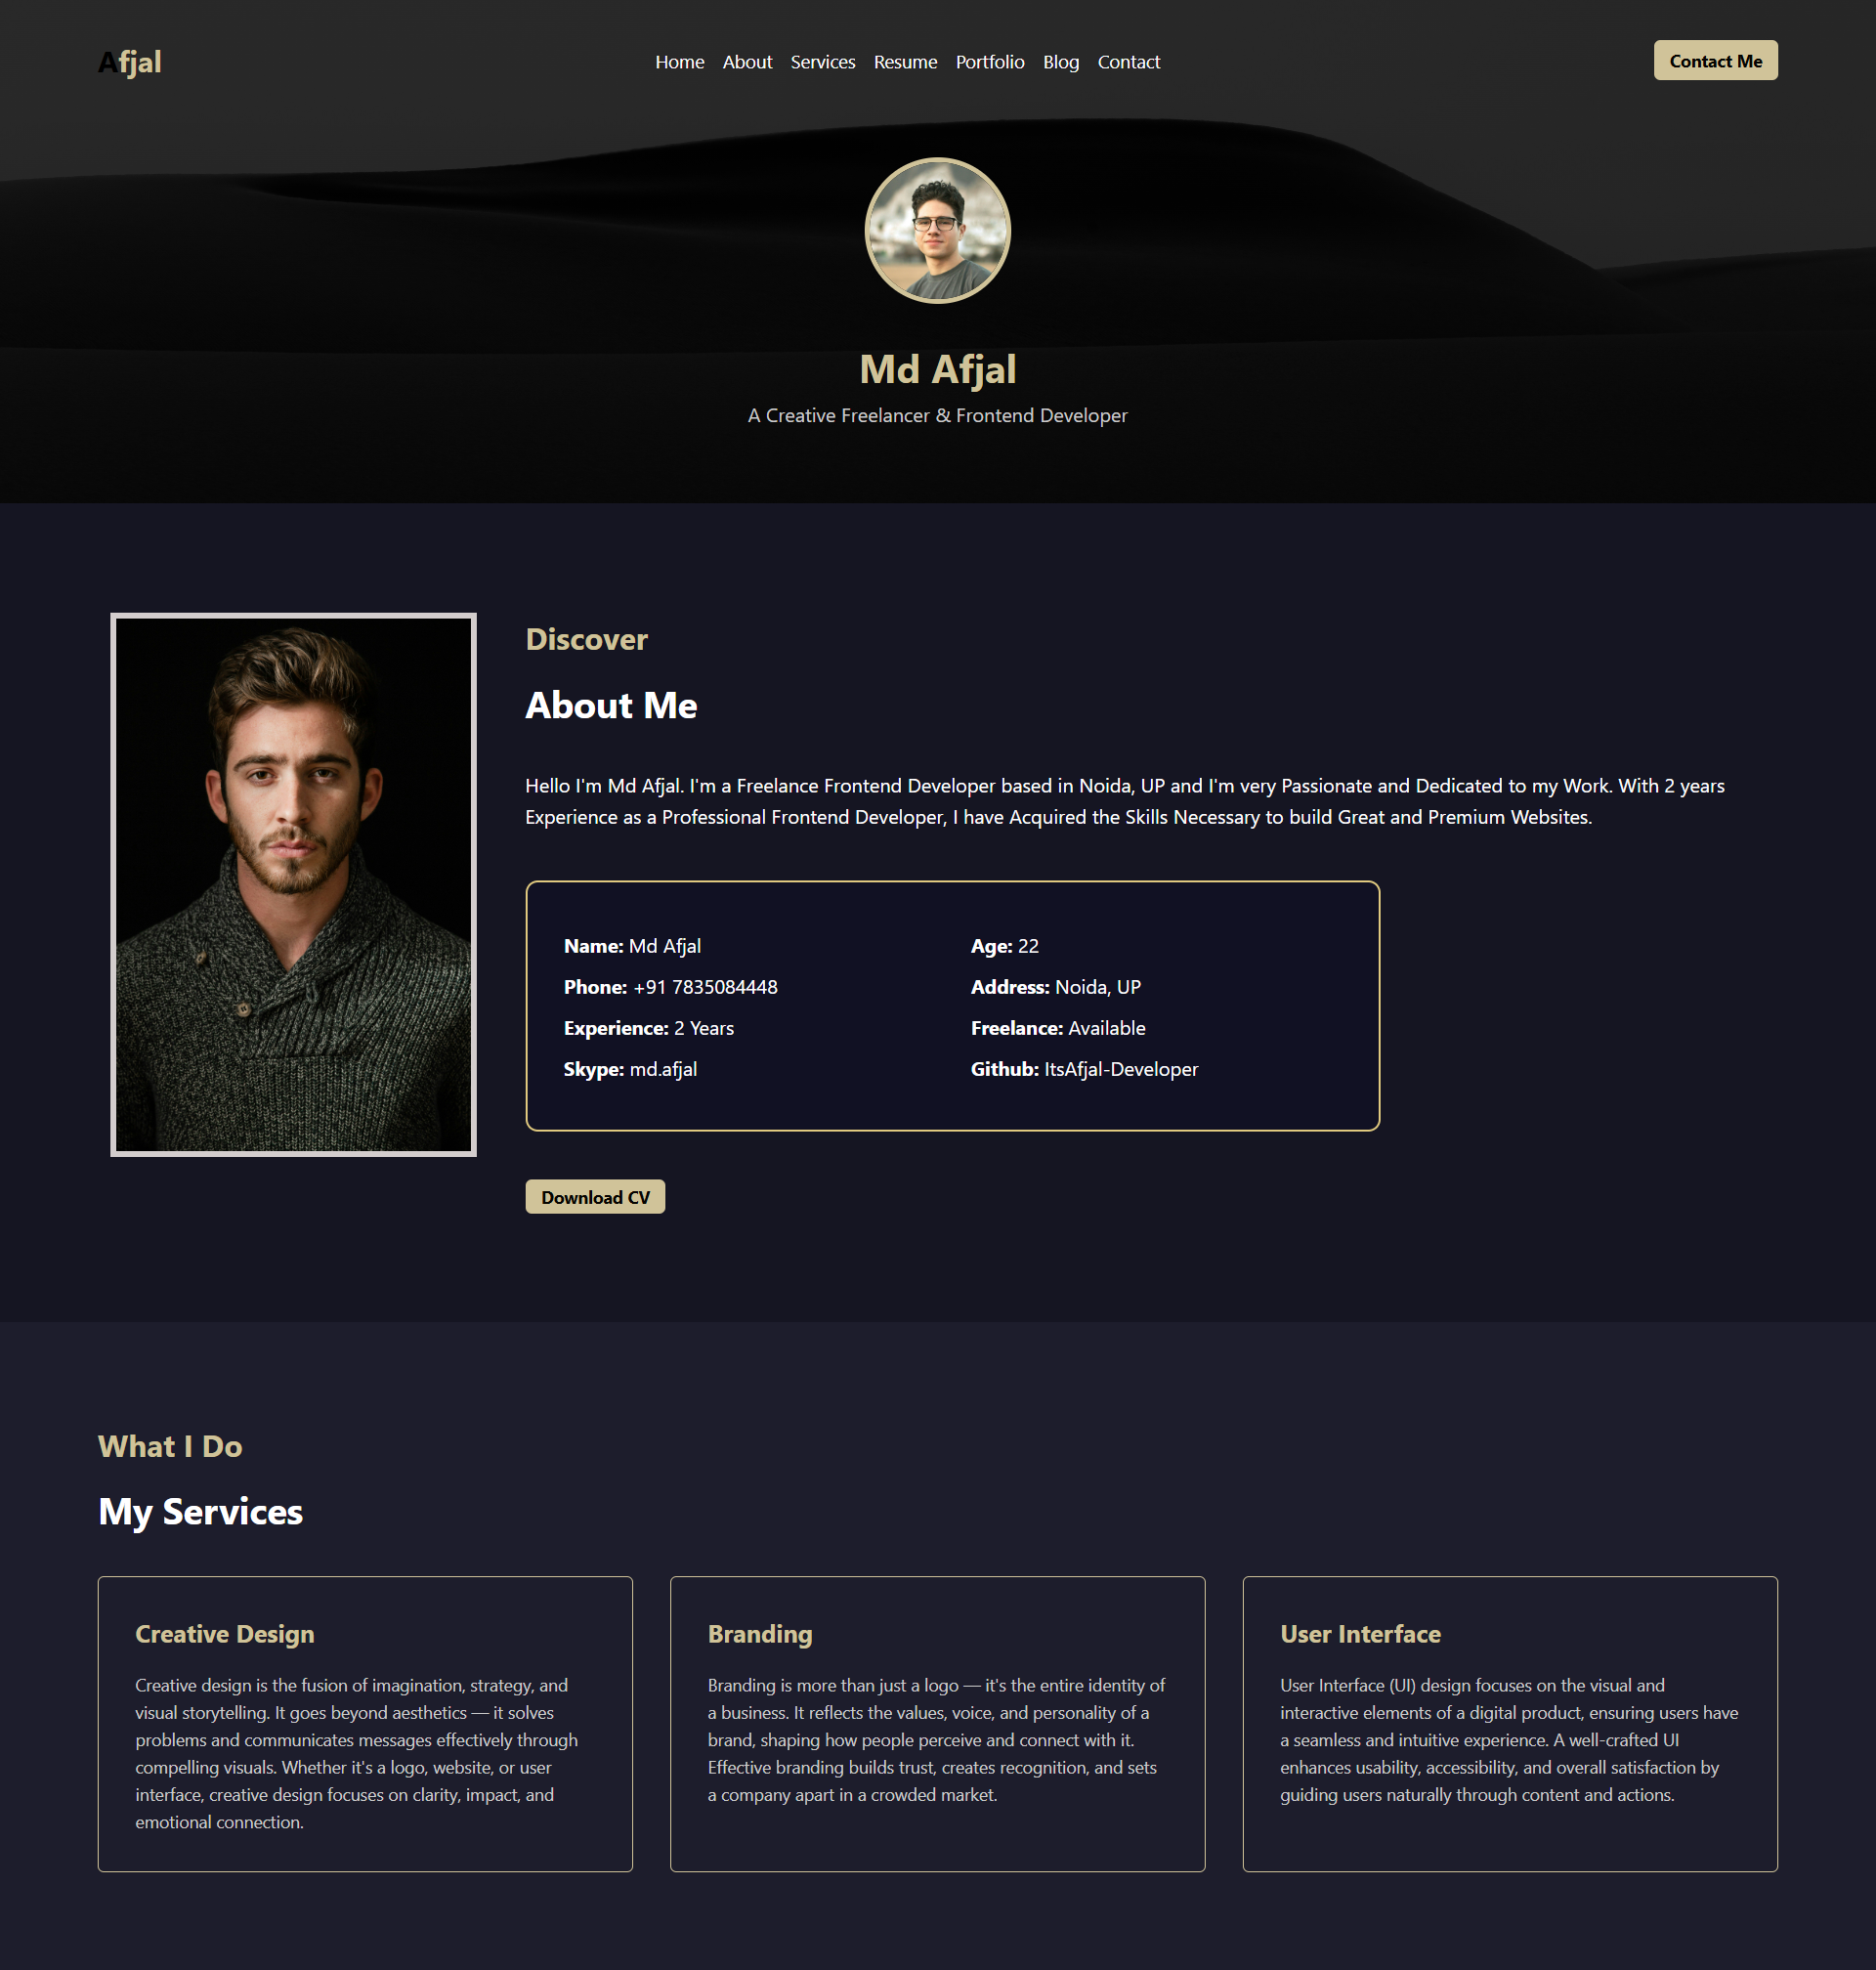 Afjal
Home About Services Resume Portfolio Blog Contact
Contact Me
Md Afjal
A Creative Freelancer & Frontend Developer
Discover
About Me
Hello I'm Md Afjal. I'm a Freelance Frontend Developer based in Noida, UP and I'm very Passionate and Dedicated to my Work. With 2 years
Experience as a Professional Frontend Developer, I have Acquired the Skills Necessary to build Great and Premium Websites.
Name: Md Afjal
Age: 22
Phone: +91 7835084448
Address: Noida, UP
Experience: 2 Years
Freelance: Available
Skype: md.afjal
Github: ItsAfjal-Developer
Download CV
What I Do
My Services
Creative Design
Creative design is the fusion of imagination, strategy, and
visual storytelling. It goes beyond aesthetics — it solves
problems and communicates messages effectively through
compelling visuals. Whether it's a logo, website, or user
interface, creative design focuses on clarity, impact, and
emotional connection.
Branding
Branding is more than just a logo — it's the entire identity of
a business. It reflects the values, voice, and personality of a
brand, shaping how people perceive and connect with it.
Effective branding builds trust, creates recognition, and sets
a company apart in a crowded market.
User Interface
User Interface (UI) design focuses on the visual and
interactive elements of a digital product, ensuring users have
a seamless and intuitive experience. A well-crafted UI
enhances usability, accessibility, and overall satisfaction by
guiding users naturally through content and actions.